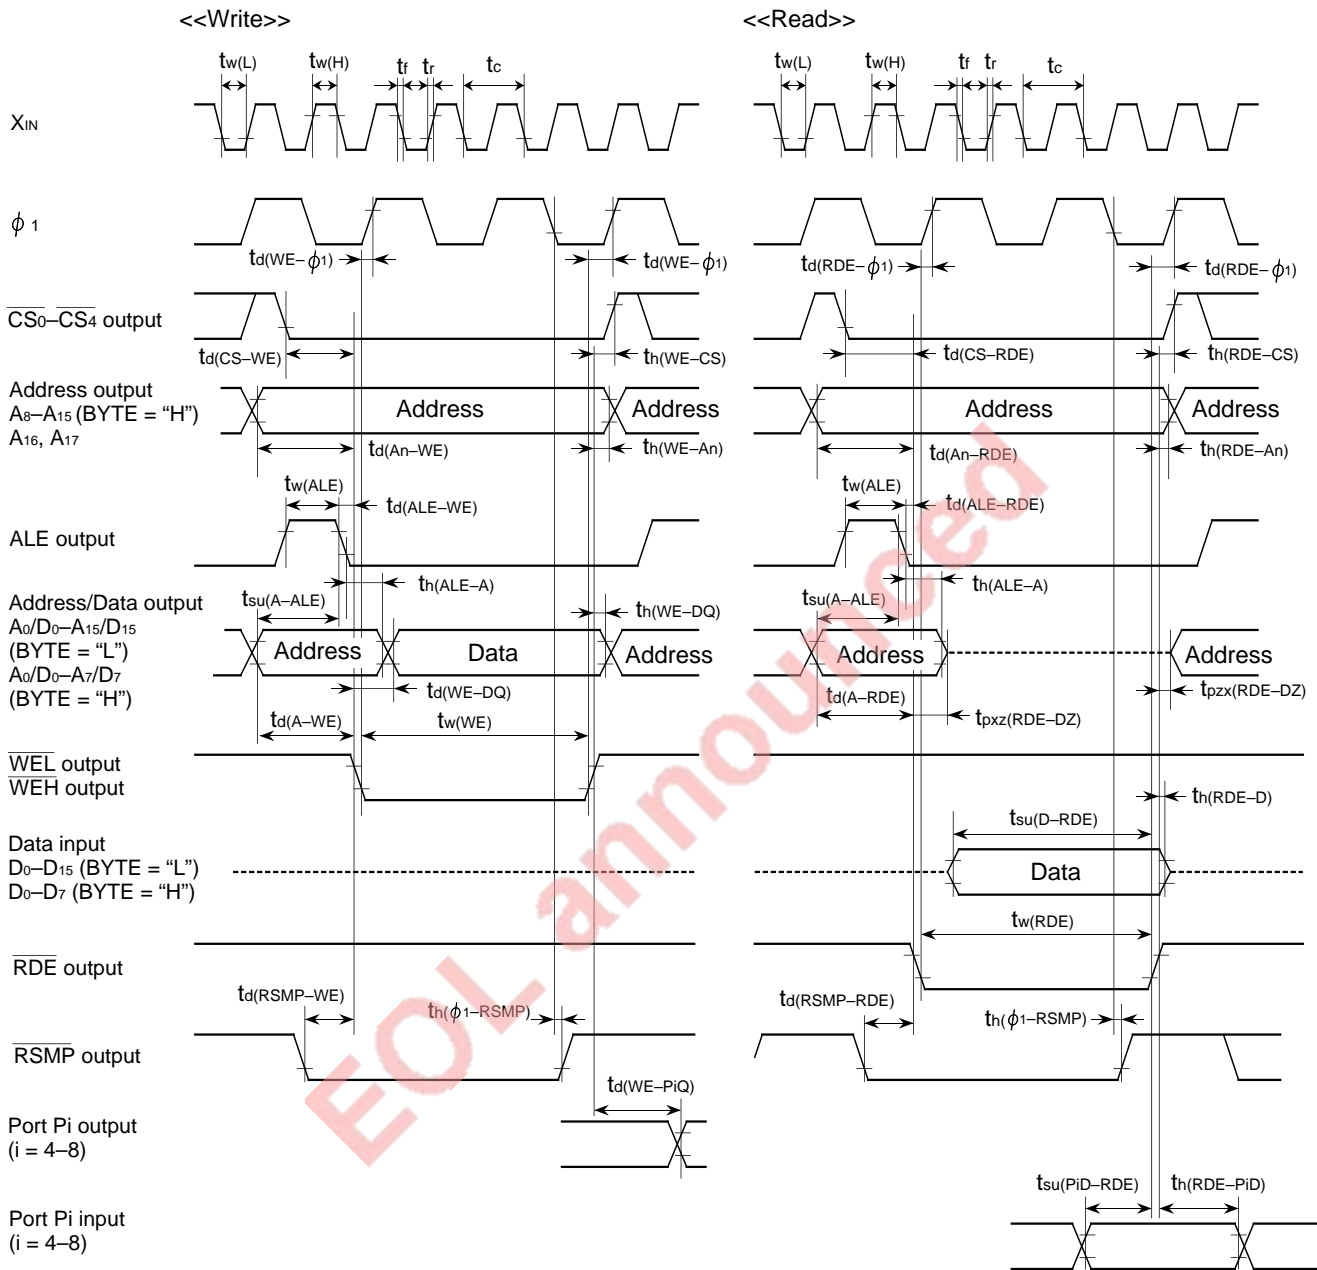 <<Write>>
<<Read>>
tw(L) tw(H) tf tr tc
tw(L) tw(H) tf tr tc
XIN
ϕ 1
td(WE–ϕ1) td(WE–ϕ1)
td(RDE–ϕ1) td(RDE–ϕ1)
CS0–CS4 output
td(CS–WE) th(WE–CS)
td(CS–RDE) th(RDE–CS)
Address output
A8–A15 (BYTE = “H”)
A16, A17
Address Address
Address Address
td(An–WE) th(WE–An)
td(An–RDE) th(RDE–An)
tw(ALE) td(ALE–WE)
tw(ALE) td(ALE–RDE)
ALE output
th(ALE–A)
th(ALE–A)
Address/Data output
A0/D0–A15/D15
(BYTE = “L”)
A0/D0–A7/D7
(BYTE = “H”)
tsu(A–ALE) th(WE–DQ)
tsu(A–ALE)
Address Data Address
Address Address
td(WE–DQ)
td(A–WE) tw(WE)
td(A–RDE) tpxz(RDE–DZ) tpzx(RDE–DZ)
WEL output
WEH output
th(RDE–D)
tsu(D–RDE)
Data input
D0–D15 (BYTE = “L”)
D0–D7 (BYTE = “H”)
Data
tw(RDE)
RDE output
td(RSMP–WE) th(ϕ1–RSMP)
td(RSMP–RDE) th(ϕ1–RSMP)
RSMP output
td(WE–PiQ)
Port Pi output
(i = 4–8)
tsu(PiD–RDE) th(RDE–PiD)
Port Pi input
(i = 4–8)
EOL announced